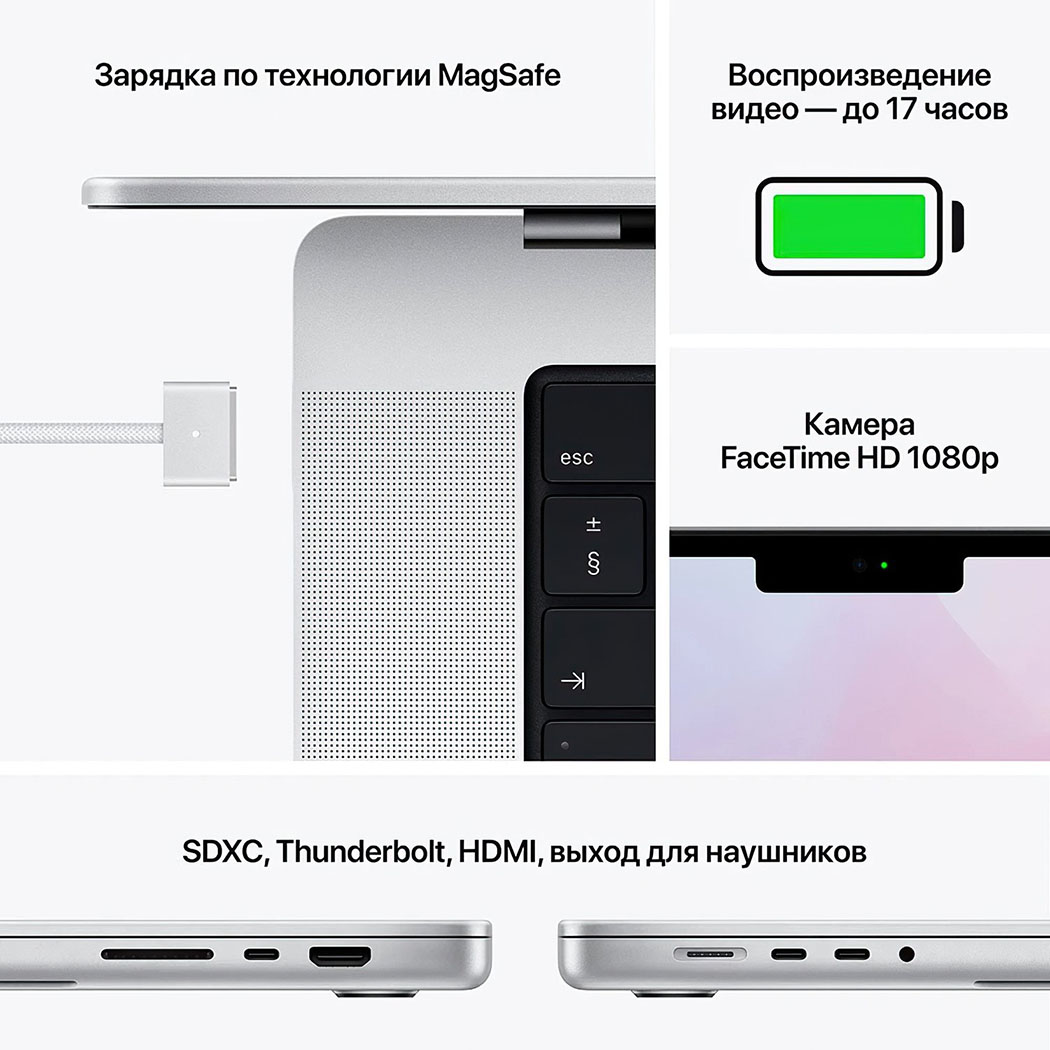 Зарядка по технологии MagSafe
Воспроизведение
видео — до 17 часов
esc
±
§
Камера
FaceTime HD 1080p
SDXC, Thunderbolt, HDMI, выход для наушников